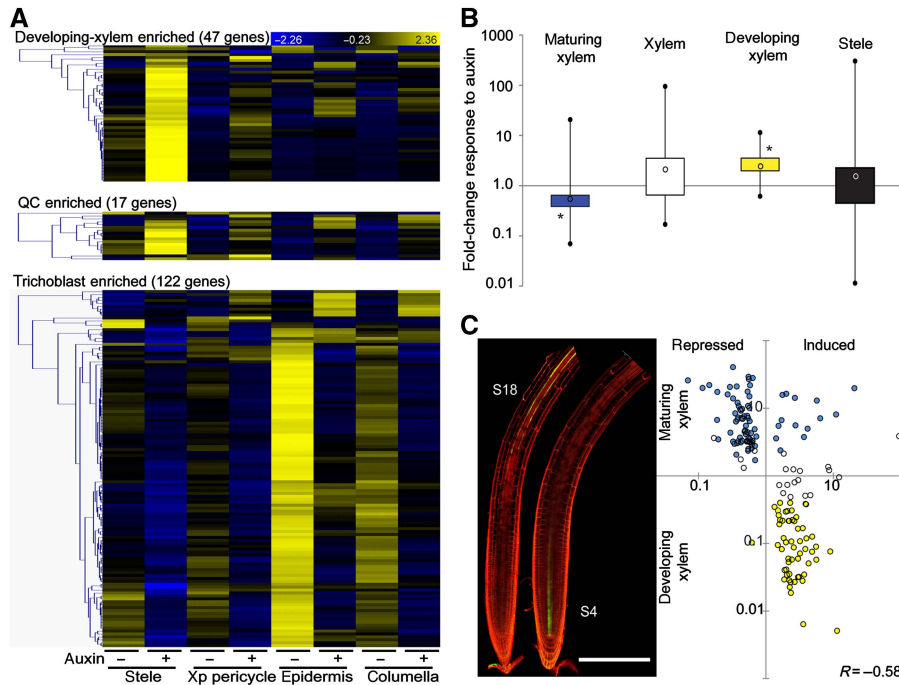 A
Developing-xylem enriched (47 genes)
−2.26 −0.23 2.36
QC enriched (17 genes)
Trichoblast enriched (122 genes)
Auxin − + − + − + − +
Stele Xp pericycle Epidermis Columella
B
Fold-change response to auxin
1000
100
10
1.0
0.1
0.01
Maturing xylem
Xylem
Developing xylem
Stele
*
*
C
S18
S4
Repressed Induced
Maturing xylem
Developing xylem
0.1 10
0.1
0.01
R= −0.58